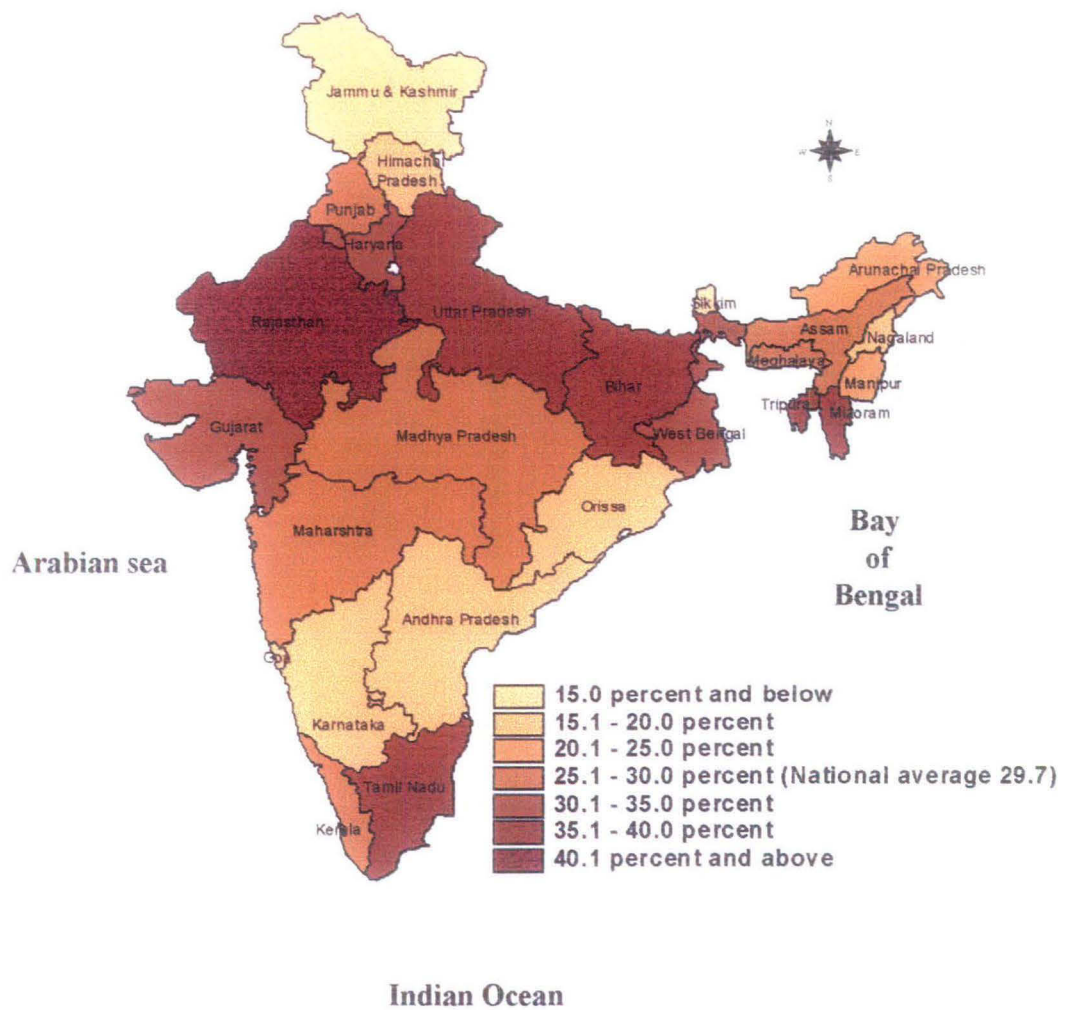 Jammu & Kashmir
N
W
E
S
Himachal
Pradesh
Punjab
Haryana
Arunachal Pradesh
Sikkim
Rajasthan
Uttar Pradesh
Assam
Nagaland
Meghalaya
Bihar
Manipur
Tripura
Mizoram
Gujarat
Madhya Pradesh
West Bengal
Orissa
Maharshtra
Bay
of
Bengal
Arabian sea
Andhra Pradesh
Goa
15.0 percent and below
15.1 - 20.0 percent
Karnataka
20.1 - 25.0 percent
25.1 - 30.0 percent (National average 29.7)
Tamil Nadu
30.1 - 35.0 percent
Kerala
35.1 - 40.0 percent
40.1 percent and above
Indian Ocean